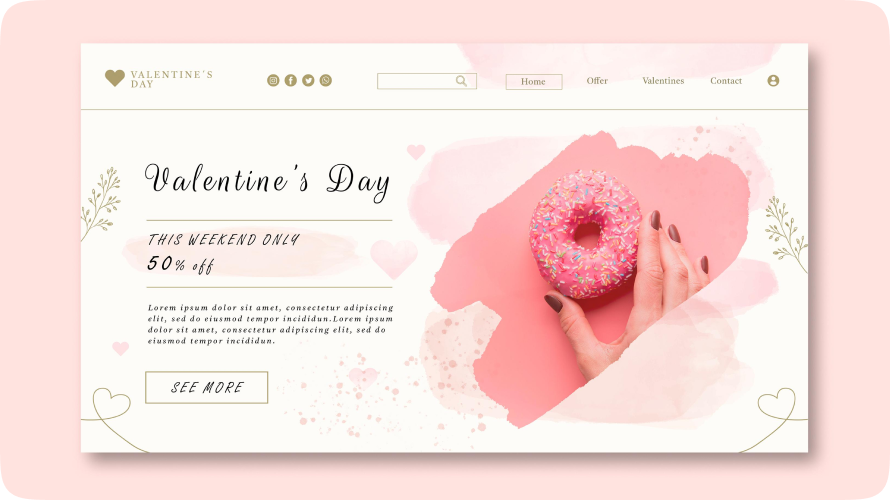 VALENTINE'S
DAY
Home
Offer
Valentines
Contact
Valentine's Day
THIS WEEKEND ONLY
50% off
Lorem ipsum dolor sit amet, consectetur adipiscing
elit, sed do eiusmod tempor incididun.Lorem ipsum
dolor sit amet, consectetur adipiscing elit, sed do
eiusmod tempor incididun.
SEE MORE